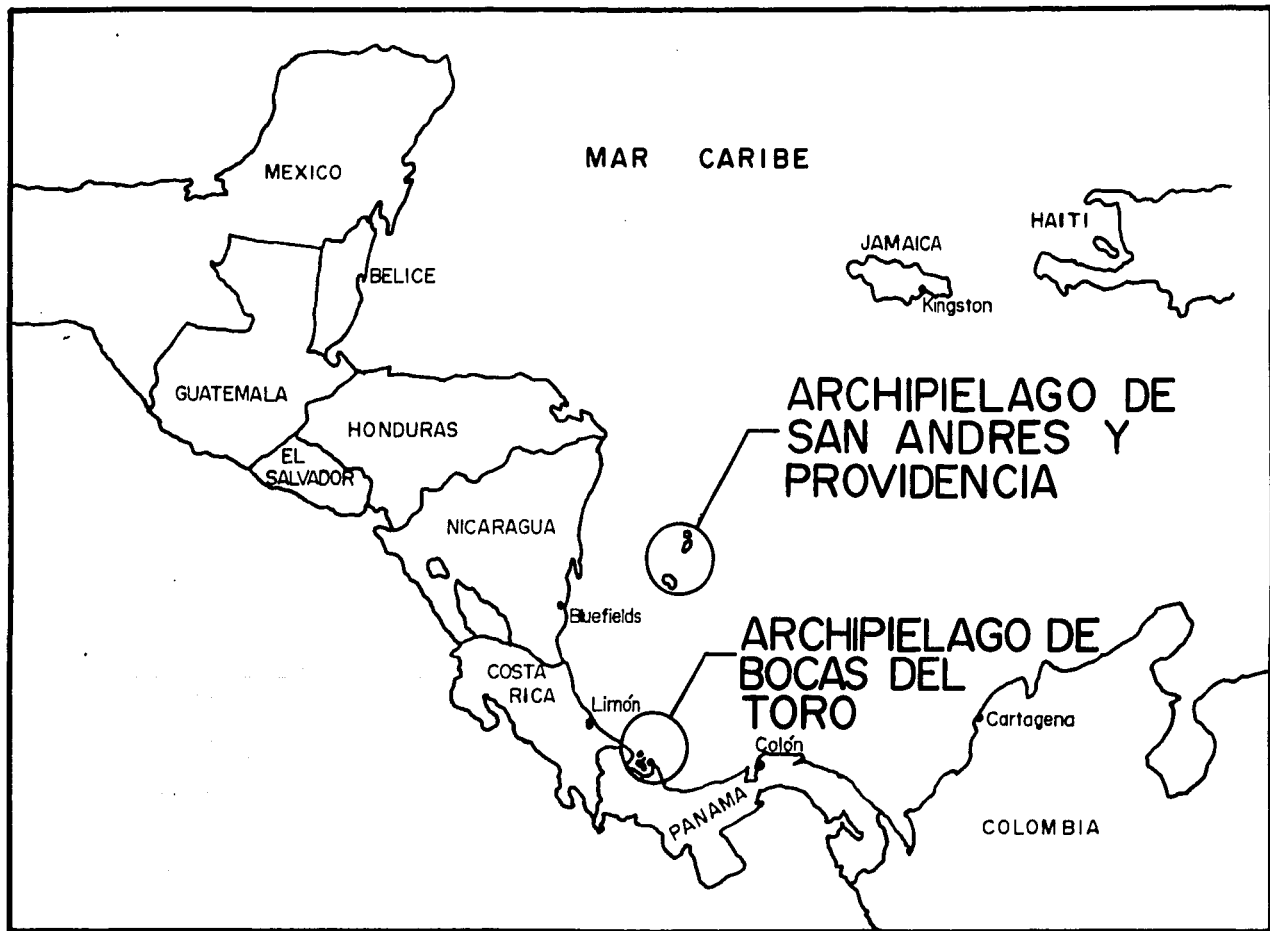 MAR CARIBE
MEXICO
HAITI
JAMAICA
BELICE
Kingston
GUATEMALA
ARCHIPIELAGO DE
SAN ANDRES Y
PROVIDENCIA
HONDURAS
EL
SALVADOR
NICARAGUA
Bluefields
ARCHIPIELAGO DE
BOCAS DEL
TORO
COSTA
RICA
Limón
Cartagena
Colón
PANAMA
COLOMBIA